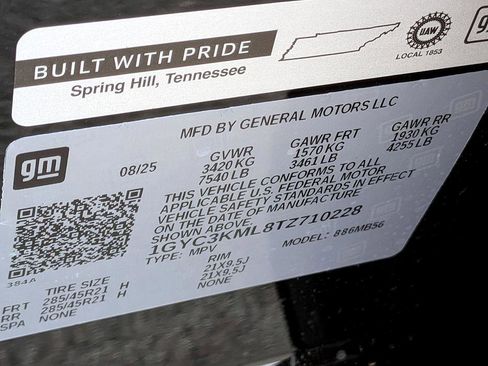 BUILT WITH PRIDE
Spring Hill, Tennessee
UAW
LOCAL 1853
gm
MFD BY GENERAL MOTORS LLC
gm
08/25
GVWR GAWR FRT GAWR RR
3420 KG 1570 KG 1930 KG
7540 LB 3461 LB 4255 LB
THIS VEHICLE CONFORMS TO ALL
APPLICABLE U.S. FEDERAL MOTOR
VEHICLE SAFETY STANDARDS IN EFFECT
ON THE DATE OF MANUFACTURE
1GYC3KML8TZ710228
TYPE: MPV MODEL: 886MB56
384A
TIRE SIZE RIM
FRT 285/45R21 H 21X9.5J
RR 285/45R21 H 21X9.5J
SPA NONE NONE